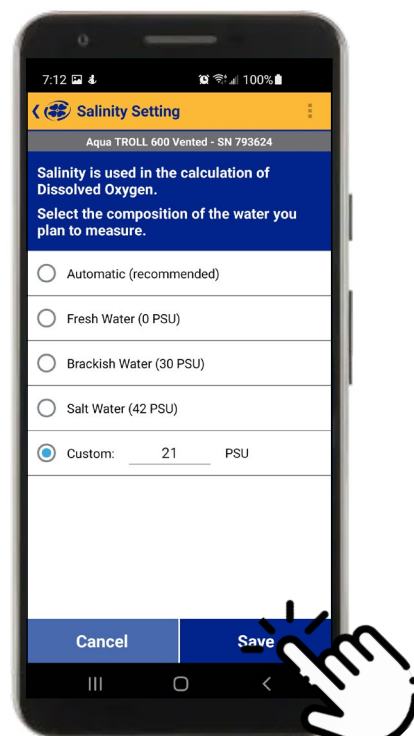 7:12 100%
Salinity Setting
Aqua TROLL 600 Vented - SN 793624
Salinity is used in the calculation of
Dissolved Oxygen.
Select the composition of the water you
plan to measure.
Automatic (recommended)
Fresh Water (0 PSU)
Brackish Water (30 PSU)
Salt Water (42 PSU)
Custom: 21 PSU
Cancel Save